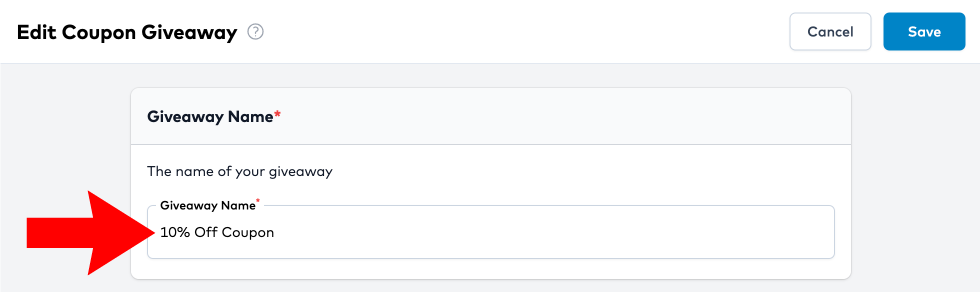 Edit Coupon Giveaway ?
Cancel
Save
Giveaway Name*
The name of your giveaway
Giveaway Name*
10% Off Coupon